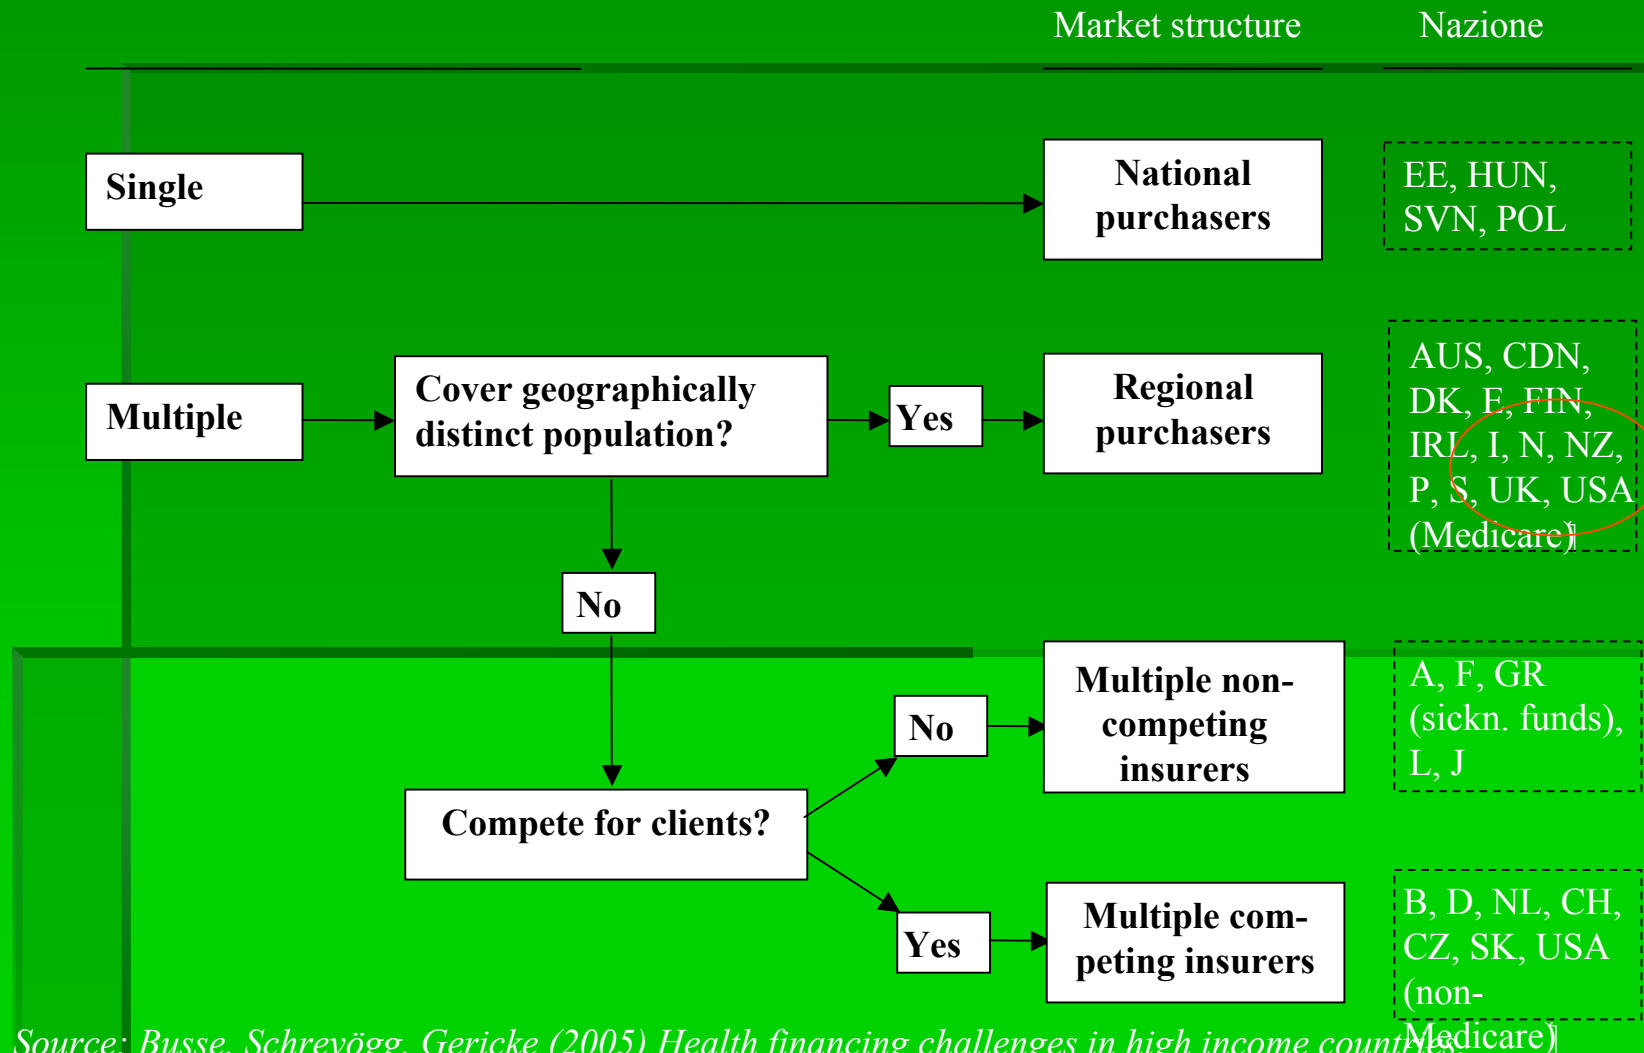 Market structure
Nazione
Single
National
purchasers
EE, HUN,
SVN, POL
Multiple
Cover geographically
distinct population?
Yes
Regional
purchasers
AUS, CDN,
DK, E, FIN,
IRL, I, N, NZ,
P, S, UK, USA
(Medicare)
No
Compete for clients?
No
Multiple non-
competing
insurers
A, F, GR
(sickn. funds),
L, J
Yes
Multiple com-
peting insurers
B, D, NL, CH,
CZ, SK, USA
(non-
Medicare)
Source: Busse, Schreyögg, Gericke (2005) Health financing challenges in high income countries